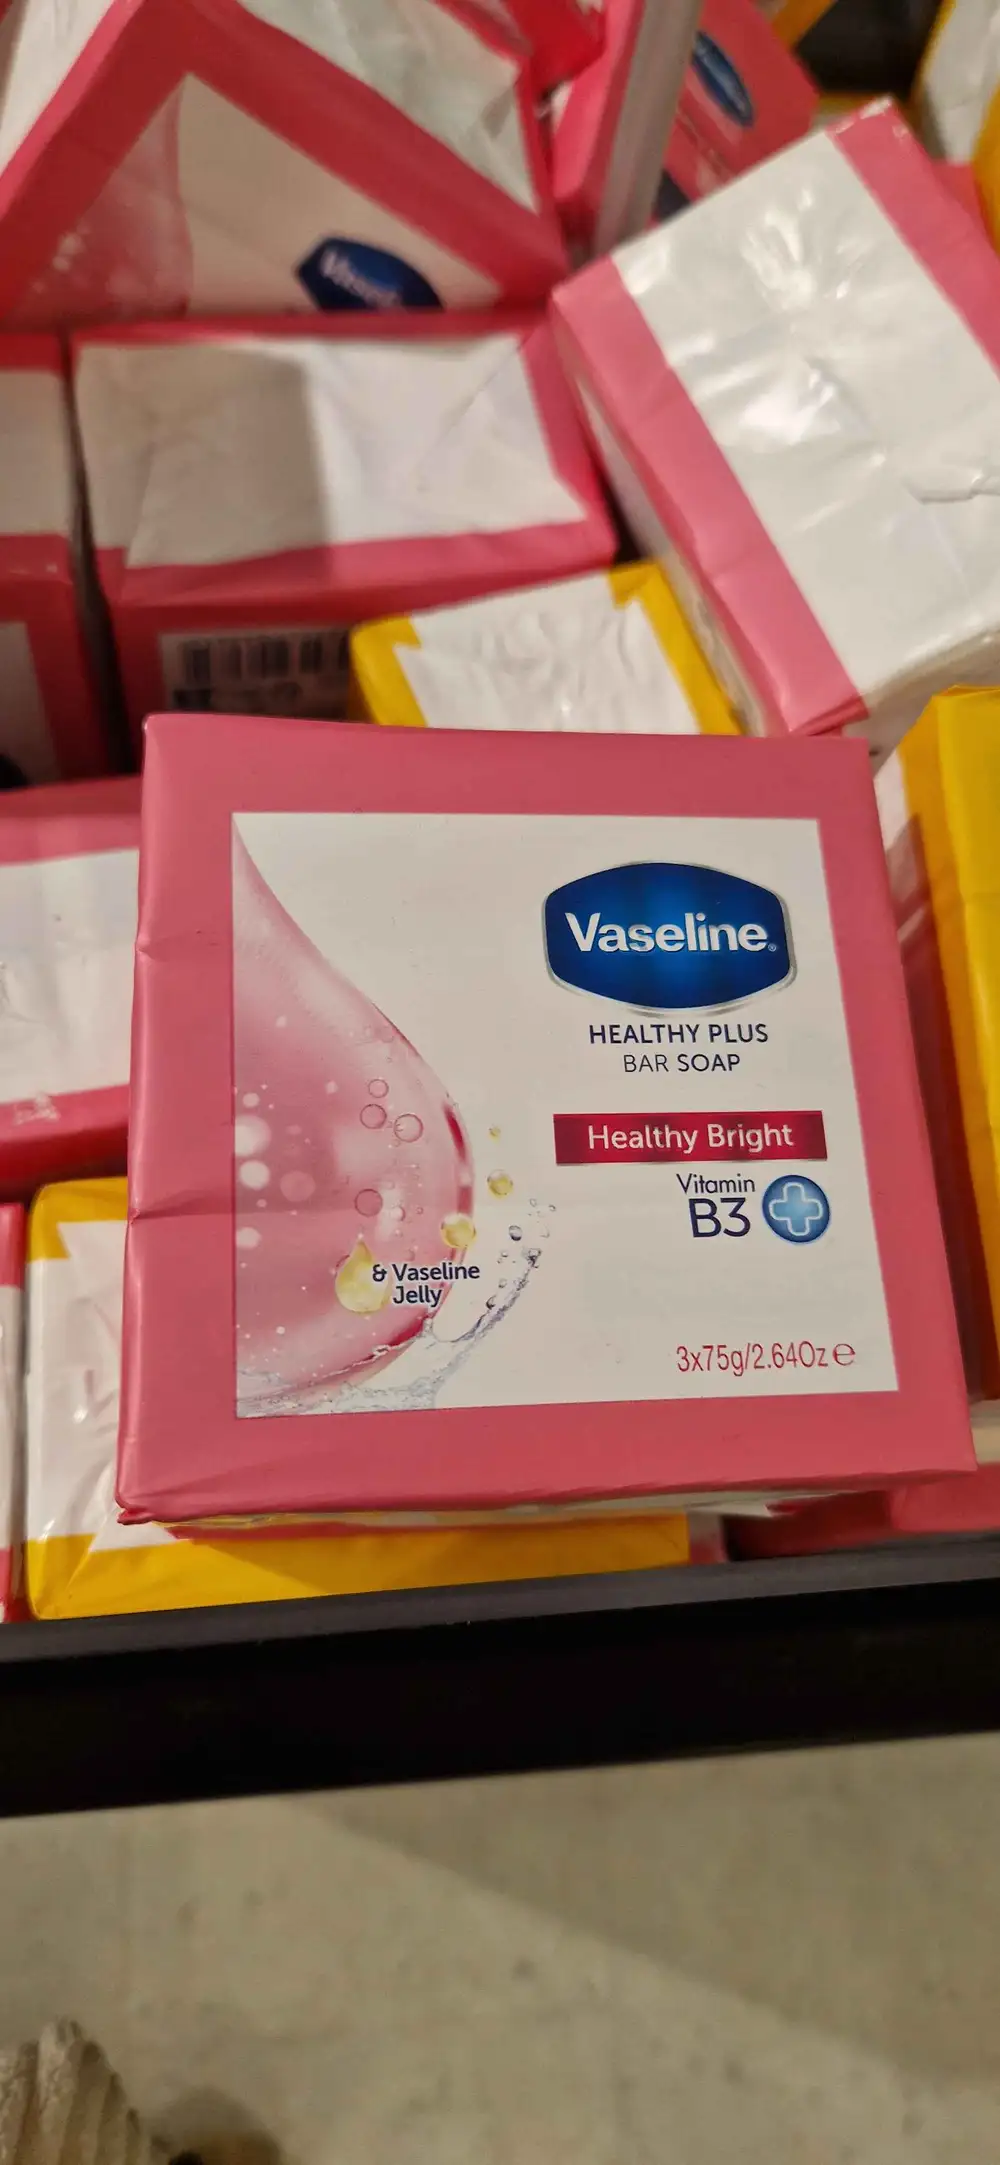 Vaseline®
HEALTHY PLUS
BAR SOAP
Healthy Bright
Vitamin
B3
& Vaseline
Jelly
3x75g/2.64Oz ℮